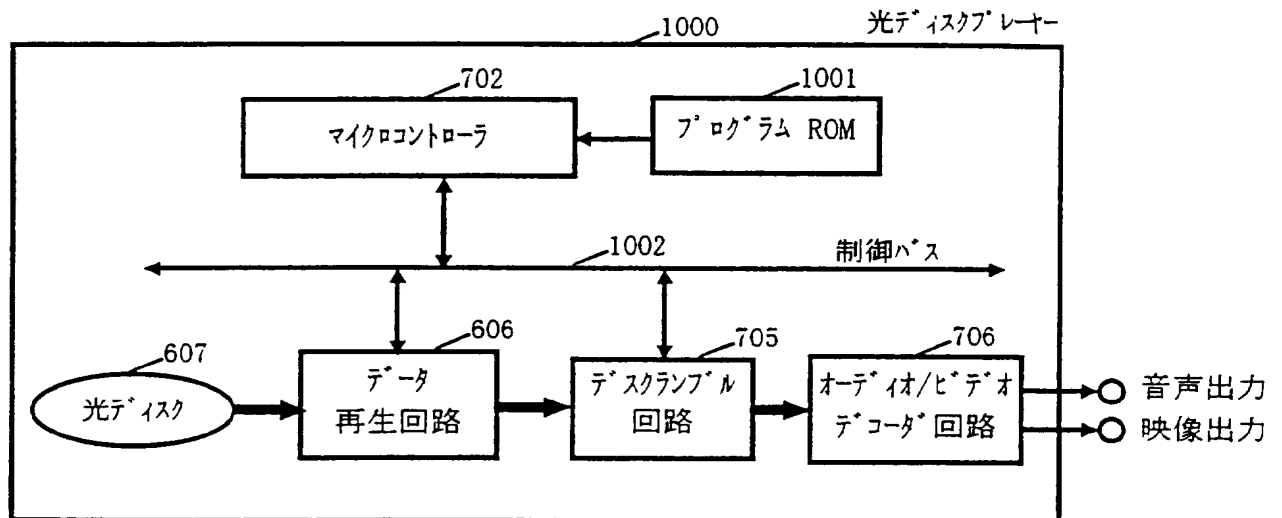 1000
光ディスクプレーヤー
702
1001
マイクロコントローラ
プログラム ROM
1002
制御バス
607
606
705
706
光ディスク
データ
再生回路
デスクランブル
回路
オーディオ/ビデオ
デコーダ回路
音声出力
映像出力